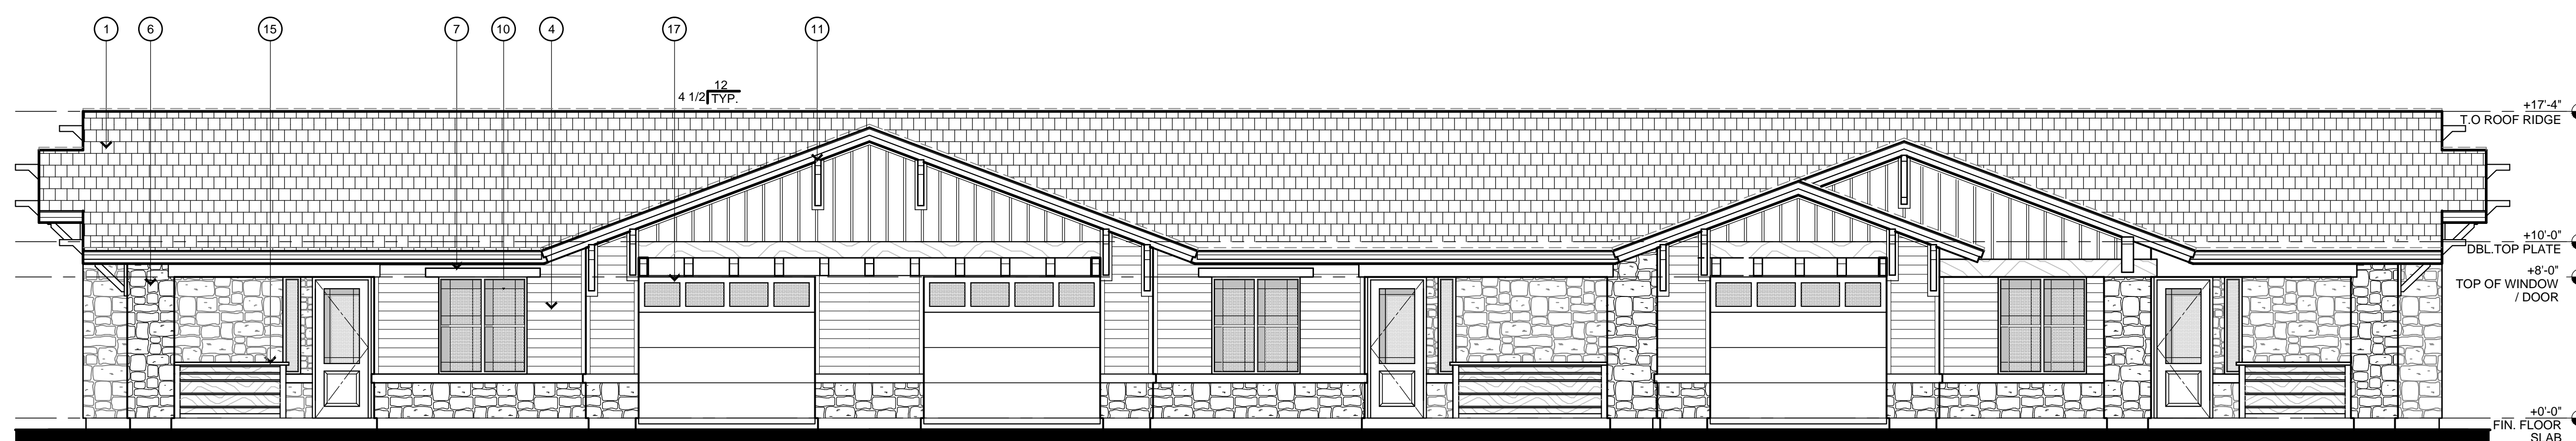 1
6
15
7
10
4
17
11
12
4 1/2
TYP.
+17'-4"
T.O ROOF RIDGE
+10'-0"
DBL.TOP PLATE
+8'-0"
TOP OF WINDOW
/ DOOR
+0'-0"
FIN. FLOOR
SLAB